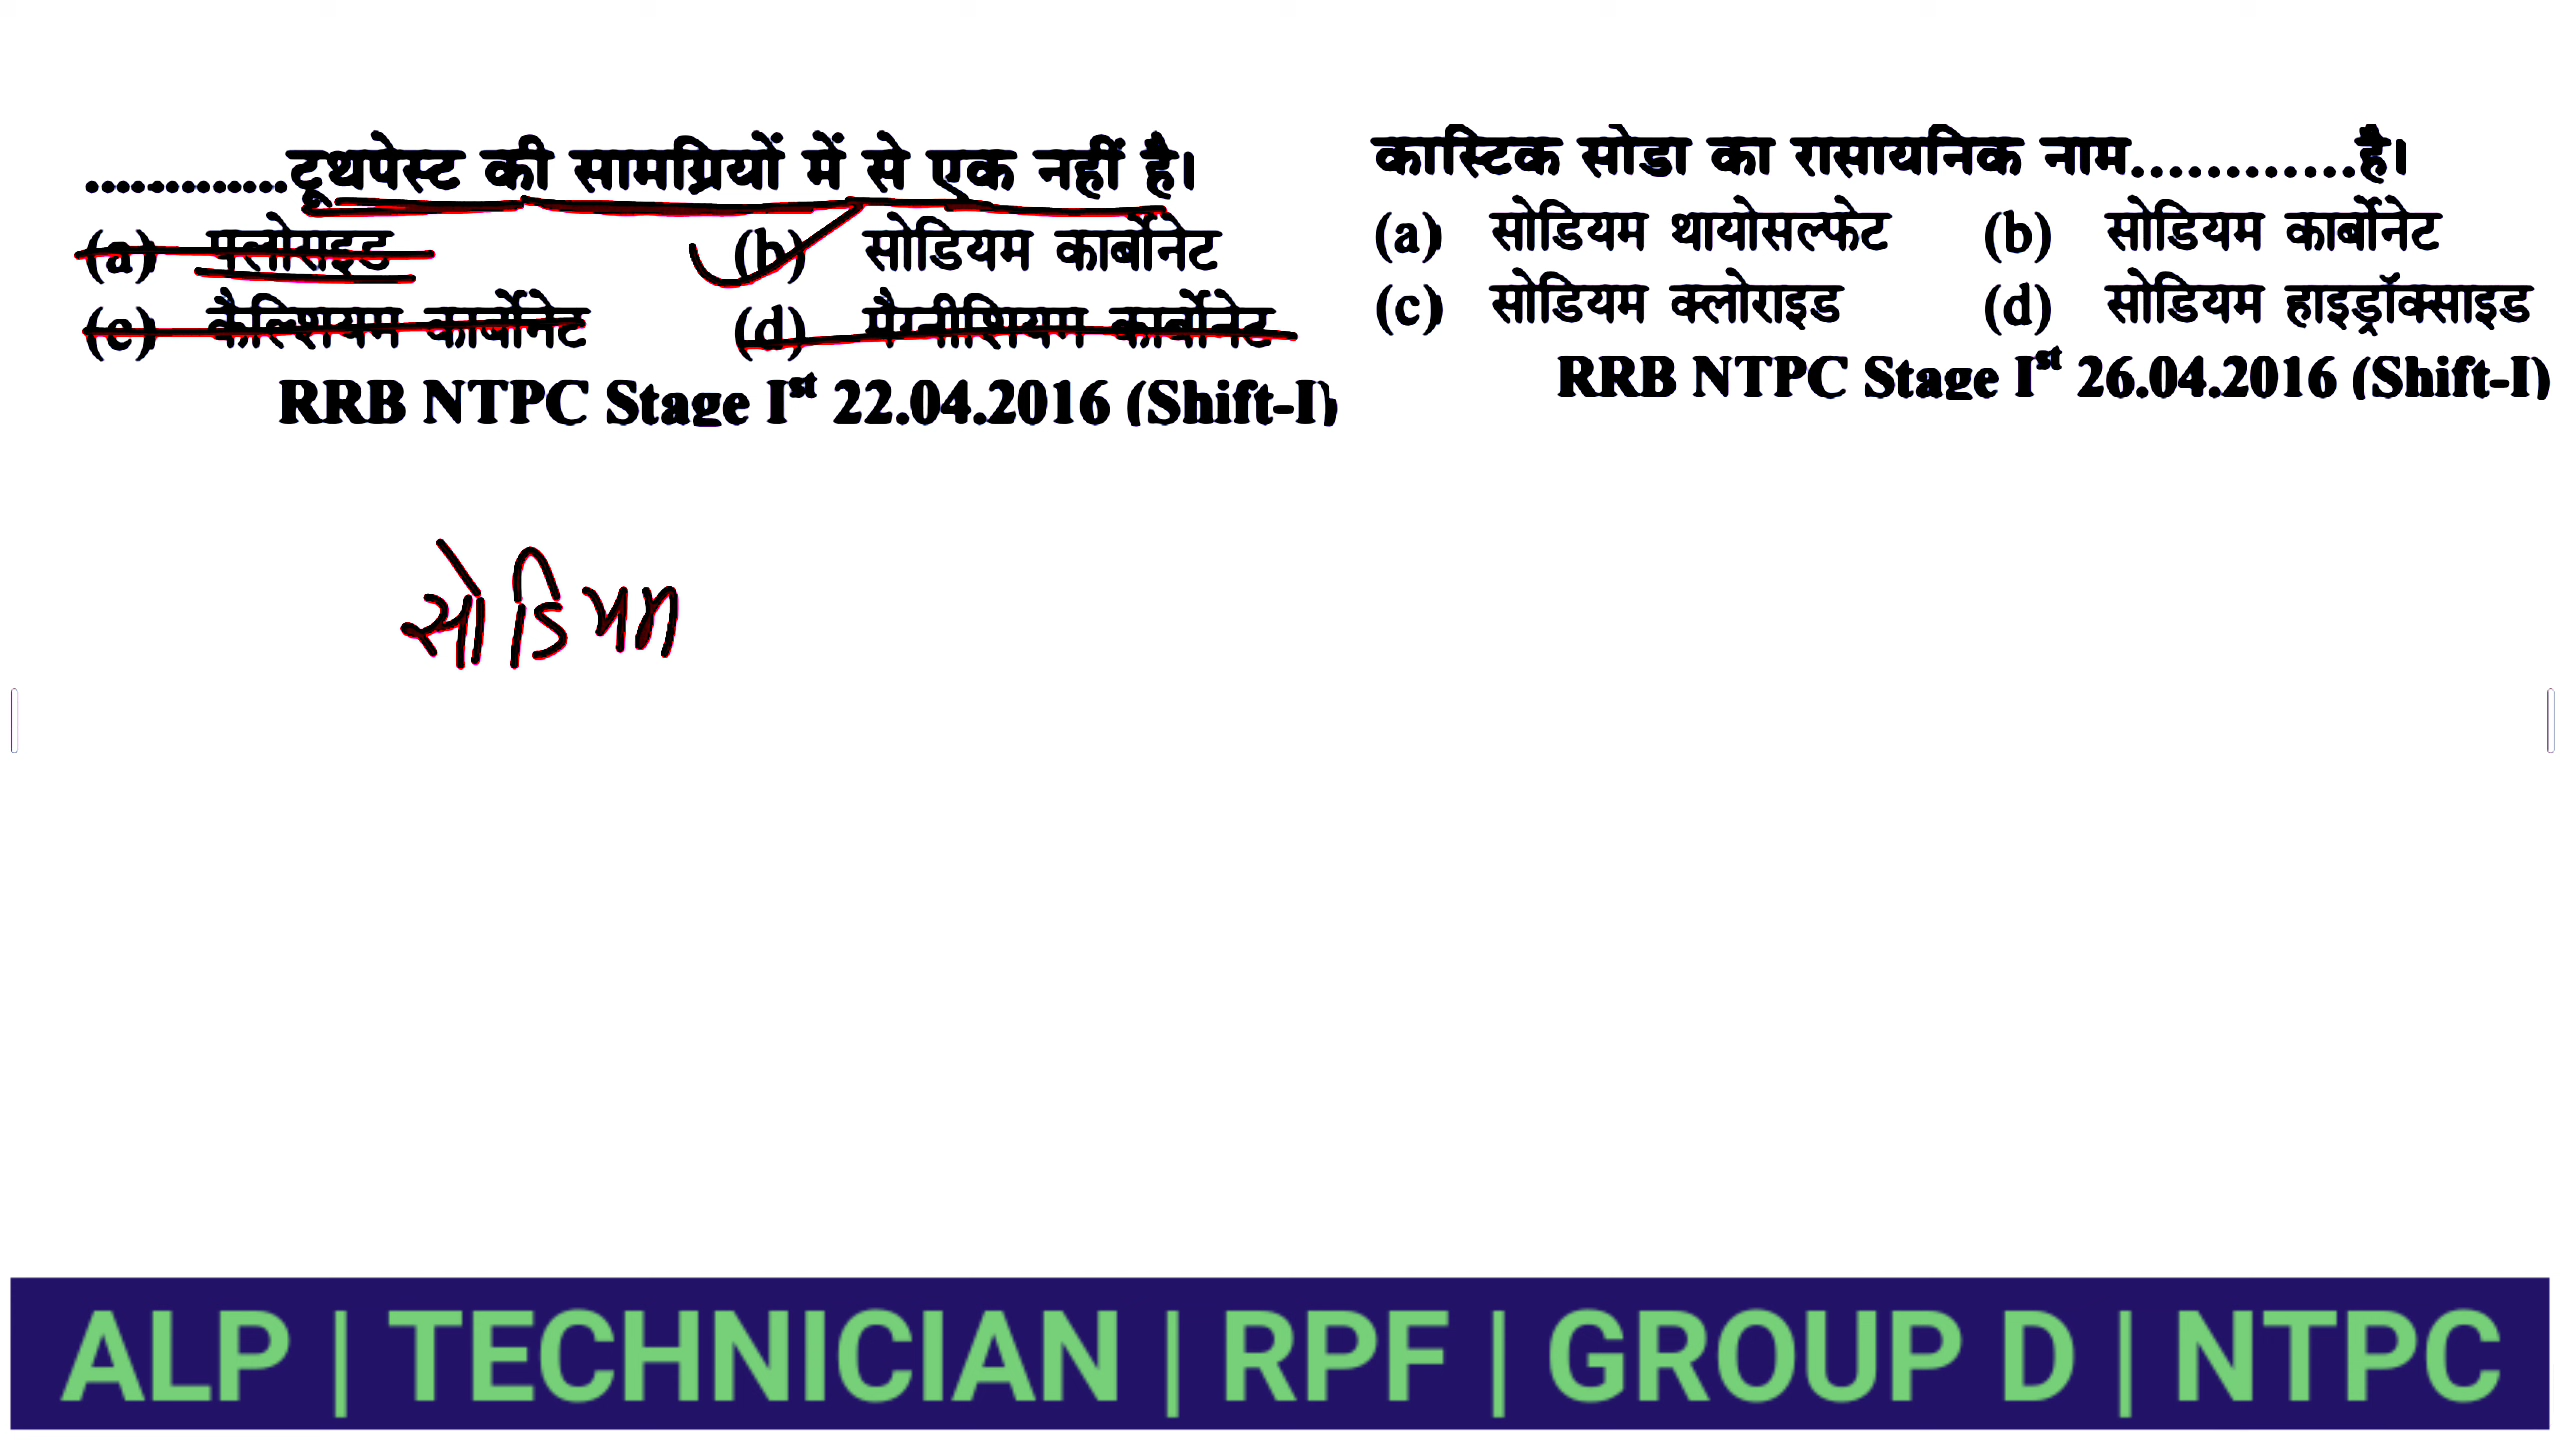 ..............टूथपेस्ट की सामग्रियों में से एक नहीं है।
(a) फ्लोराइड (b) सोडियम कार्बोनेट
(c) कैल्शियम कार्बोनेट (d) मैग्नीशियम कार्बोनेट
RRB NTPC Stage Ist 22.04.2016 (Shift-I)
कास्टिक सोडा का रासायनिक नाम............है।
(a) सोडियम थायोसल्फेट (b) सोडियम कार्बोनेट
(c) सोडियम क्लोराइड (d) सोडियम हाइड्रॉक्साइड
RRB NTPC Stage Ist 26.04.2016 (Shift-I)
सोडियम
ALP | TECHNICIAN | RPF | GROUP D | NTPC